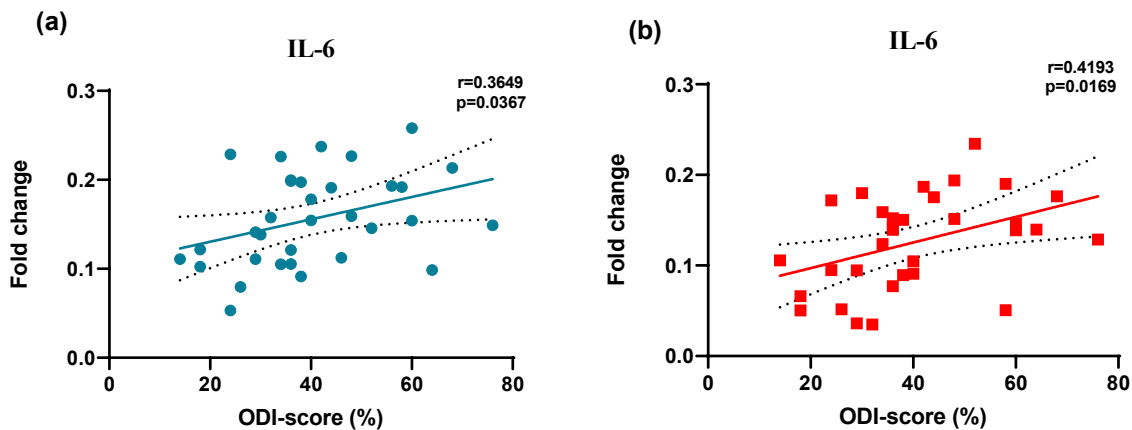 (a)
IL-6
r=0.3649
p=0.0367
0.3
0.2
0.1
0.0
Fold change
0 20 40 60 80
ODI-score (%)
(b)
IL-6
r=0.4193
p=0.0169
0.3
0.2
0.1
0.0
Fold change
0 20 40 60 80
ODI-score (%)